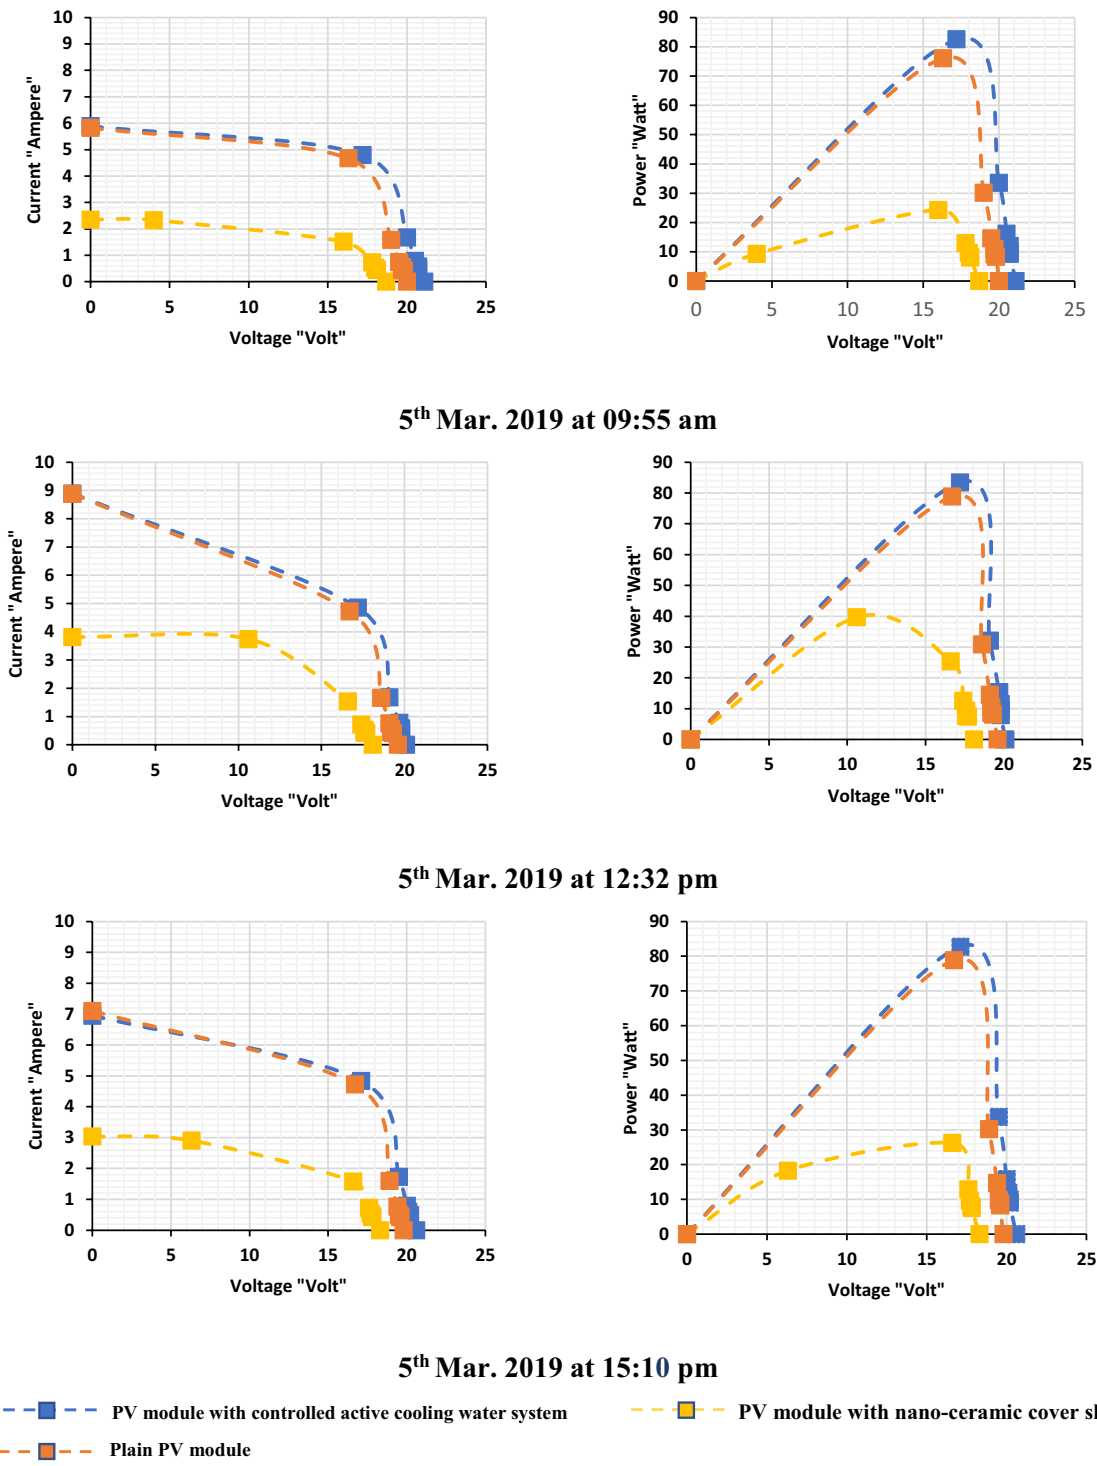 10
9
8
7
6
5
4
3
2
1
0
Current "Ampere"
0 5 10 15 20 25
Voltage "Volt"
90
80
70
60
50
40
30
20
10
0
Power "Watt"
0 5 10 15 20 25
Voltage "Volt"
5th Mar. 2019 at 09:55 am
10
9
8
7
6
5
4
3
2
1
0
Current "Ampere"
0 5 10 15 20 25
Voltage "Volt"
90
80
70
60
50
40
30
20
10
0
Power "Watt"
0 5 10 15 20 25
Voltage "Volt"
5th Mar. 2019 at 12:32 pm
10
9
8
7
6
5
4
3
2
1
0
Current "Ampere"
0 5 10 15 20 25
Voltage "Volt"
90
80
70
60
50
40
30
20
10
0
Power "Watt"
0 5 10 15 20 25
Voltage "Volt"
5th Mar. 2019 at 15:10 pm
PV module with controlled active cooling water system
PV module with nano-ceramic cover
Plain PV module